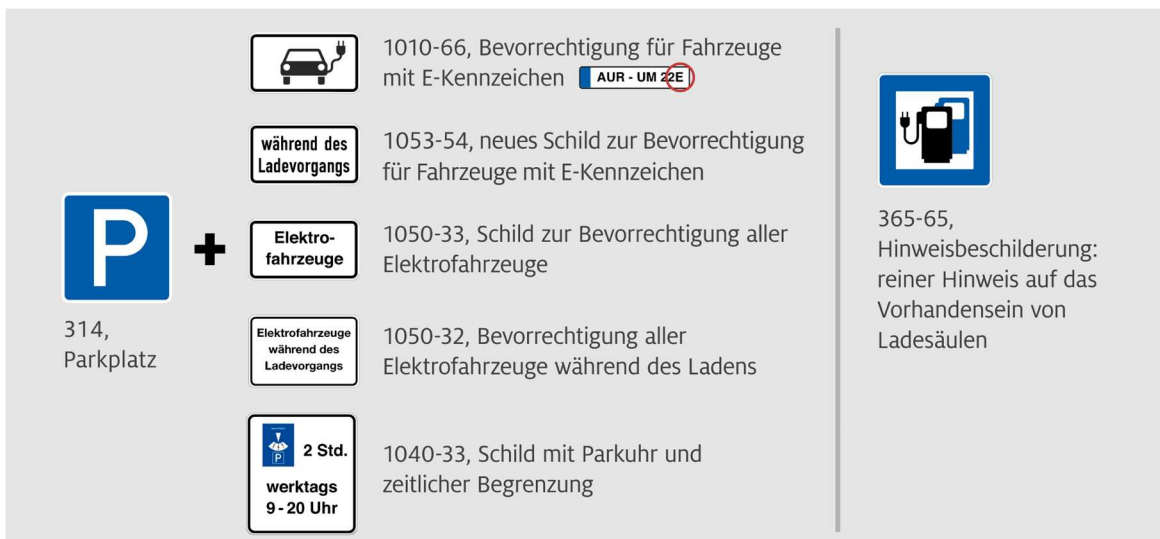 P
314,
Parkplatz
1010-66, Bevorrechtigung für Fahrzeuge
mit E-Kennzeichen AUR - UM 22E
während des
Ladevorgangs
1053-54, neues Schild zur Bevorrechtigung
für Fahrzeuge mit E-Kennzeichen
Elektro-
fahrzeuge
1050-33, Schild zur Bevorrechtigung aller
Elektrofahrzeuge
Elektrofahrzeuge
während des
Ladevorgangs
1050-32, Bevorrechtigung aller
Elektrofahrzeuge während des Ladens
P 2 Std.
werktags
9 - 20 Uhr
1040-33, Schild mit Parkuhr und
zeitlicher Begrenzung
365-65,
Hinweisbeschilderung:
reiner Hinweis auf das
Vorhandensein von
Ladesäulen